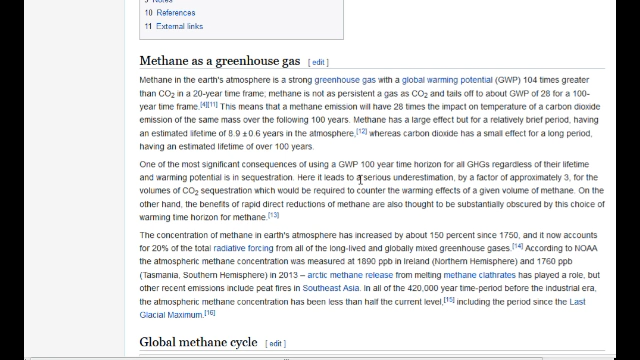 10 References
11 External links
Methane as a greenhouse gas [ edit ]
Methane in the earth's atmosphere is a strong greenhouse gas with a global warming potential (GWP) 104 times greater
than CO2 in a 20-year time frame; methane is not as persistent a gas as CO2 and tails off to about GWP of 28 for a 100-
year time frame.[4][11] This means that a methane emission will have 28 times the impact on temperature of a carbon dioxide
emission of the same mass over the following 100 years. Methane has a large effect but for a relatively brief period, having
an estimated lifetime of 8.9 ± 0.6 years in the atmosphere,[12] whereas carbon dioxide has a small effect for a long period,
having an estimated lifetime of over 100 years.
One of the most significant consequences of using a GWP 100 year time horizon for all GHGs regardless of their lifetime
and warming potential is in sequestration. Here it leads to a serious underestimation, by a factor of approximately 3, for the
volumes of CO2 sequestration which would be required to counter the warming effects of a given volume of methane. On the
other hand, the benefits of rapid direct reductions of methane are also thought to be substantially obscured by this choice of
warming time horizon for methane.[13]
The concentration of methane in earth's atmosphere has increased by about 150 percent since 1750, and it now accounts
for 20% of the total radiative forcing from all of the long-lived and globally mixed greenhouse gases.[14] According to NOAA
the atmospheric methane concentration was measured at 1890 ppb in Ireland (Northern Hemisphere) and 1760 ppb
(Tasmania, Southern Hemisphere) in 2013 – arctic methane release from melting methane clathrates has played a role, but
other recent emissions include peat fires in Southeast Asia. In all of the 420,000 year time-period before the industrial era,
the atmospheric methane concentration has been less than half the current level,[15] including the period since the Last
Glacial Maximum.[16]
Global methane cycle [ edit ]